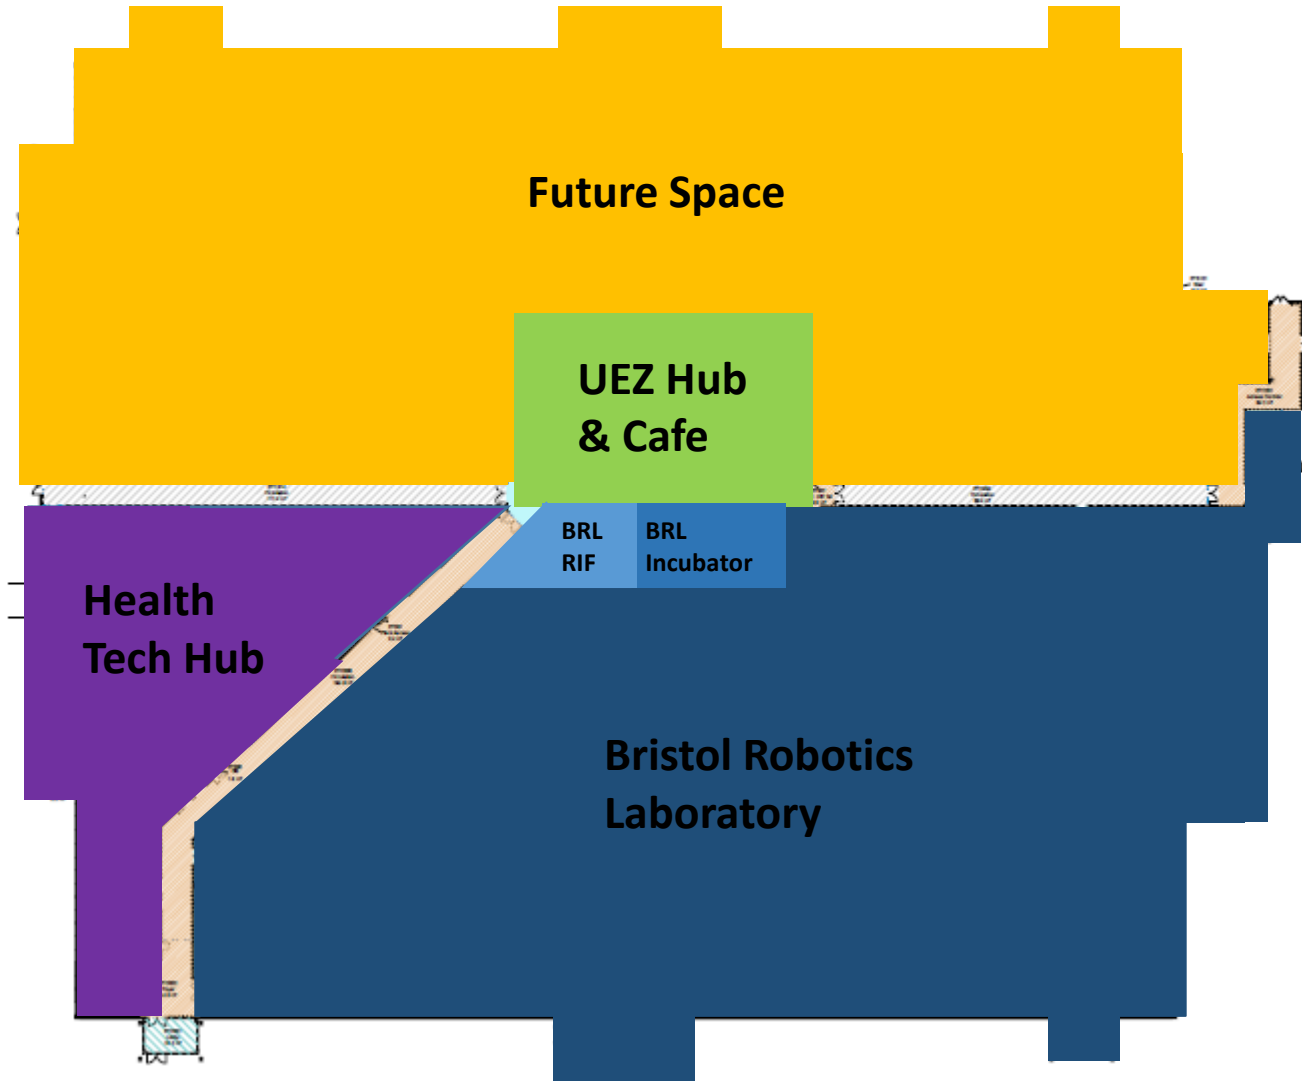 Future Space
UEZ Hub
& Cafe
BRL
RIF
BRL
Incubator
Health
Tech Hub
Bristol Robotics
Laboratory